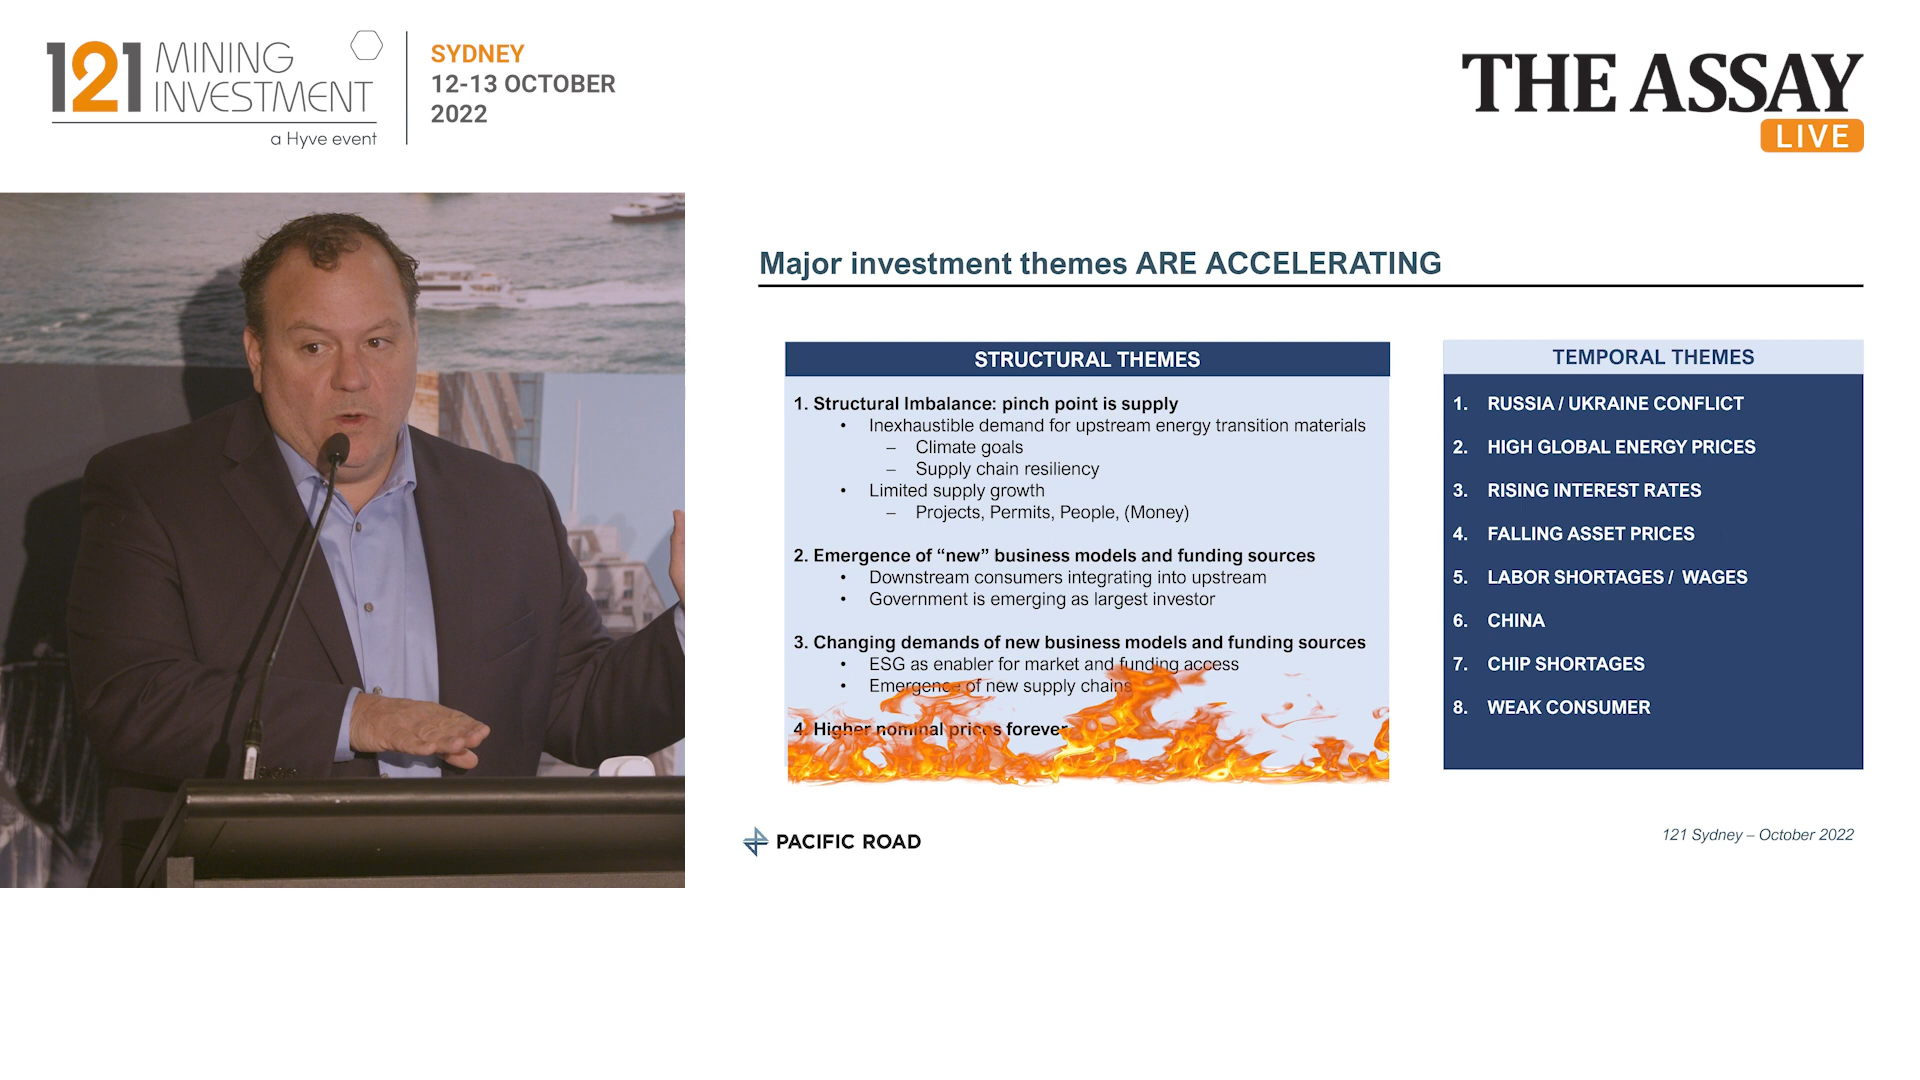 121 MINING
INVESTMENT
a Hyve event
SYDNEY
12-13 OCTOBER
2022
THE ASSAY
LIVE
Major investment themes ARE ACCELERATING
STRUCTURAL THEMES
1. Structural Imbalance: pinch point is supply
• Inexhaustible demand for upstream energy transition materials
– Climate goals
– Supply chain resiliency
• Limited supply growth
– Projects, Permits, People, (Money)
2. Emergence of “new” business models and funding sources
• Downstream consumers integrating into upstream
• Government is emerging as largest investor
3. Changing demands of new business models and funding sources
• ESG as enabler for market and funding access
• Emergence of new supply chains
4. Higher nominal prices forever
TEMPORAL THEMES
1. RUSSIA / UKRAINE CONFLICT
2. HIGH GLOBAL ENERGY PRICES
3. RISING INTEREST RATES
4. FALLING ASSET PRICES
5. LABOR SHORTAGES / WAGES
6. CHINA
7. CHIP SHORTAGES
8. WEAK CONSUMER
PACIFIC ROAD
121 Sydney – October 2022